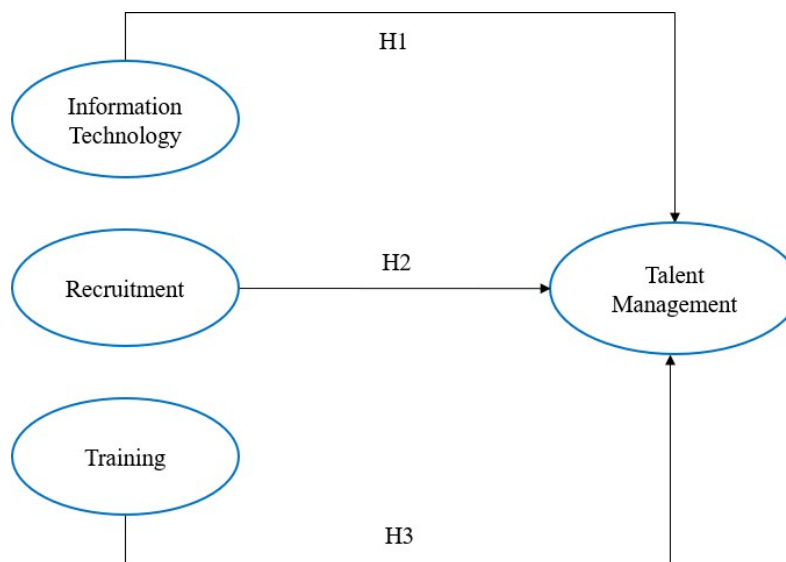 H1
Information
Technology
H2
Recruitment
Talent
Management
Training
H3